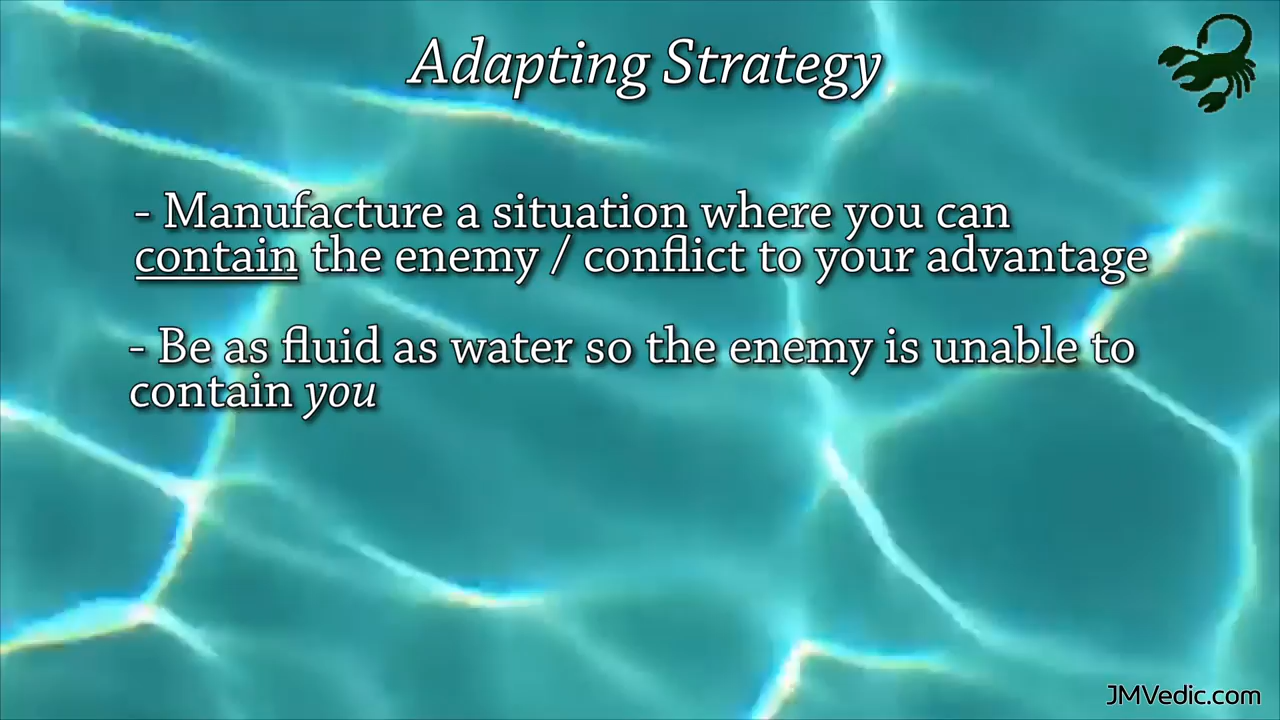 Adapting Strategy
- Manufacture a situation where you can
contain the enemy / conflict to your advantage
- Be as fluid as water so the enemy is unable to
contain you
JMVedic.com